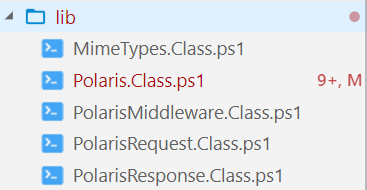 lib
MimeTypes.Class.ps1
Polaris.Class.ps1 9+, M
PolarisMiddleware.Class.ps1
PolarisRequest.Class.ps1
PolarisResponse.Class.ps1